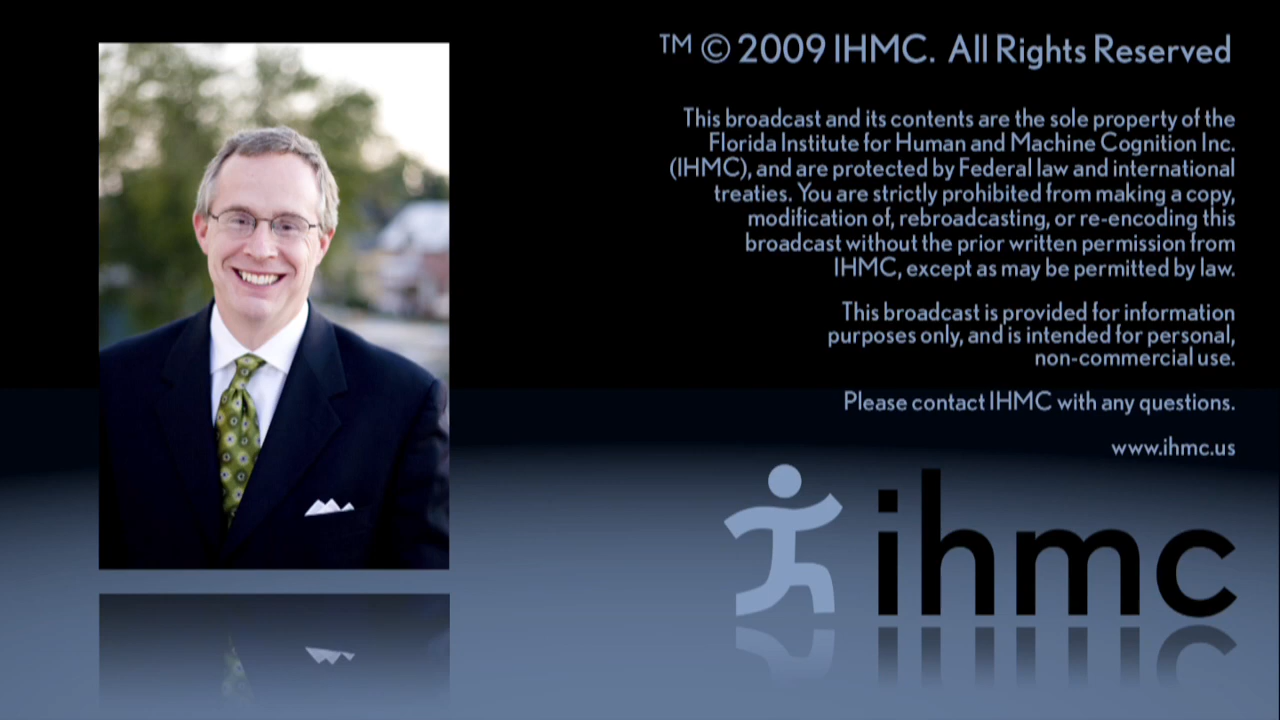 ™ © 2009 IHMC. All Rights Reserved
This broadcast and its contents are the sole property of the
Florida Institute for Human and Machine Cognition Inc.
(IHMC), and are protected by Federal law and international
treaties. You are strictly prohibited from making a copy,
modification of, rebroadcasting, or re-encoding this
broadcast without the prior written permission from
IHMC, except as may be permitted by law.
This broadcast is provided for information
purposes only, and is intended for personal,
non-commercial use.
Please contact IHMC with any questions.
www.ihmc.us
ihmc